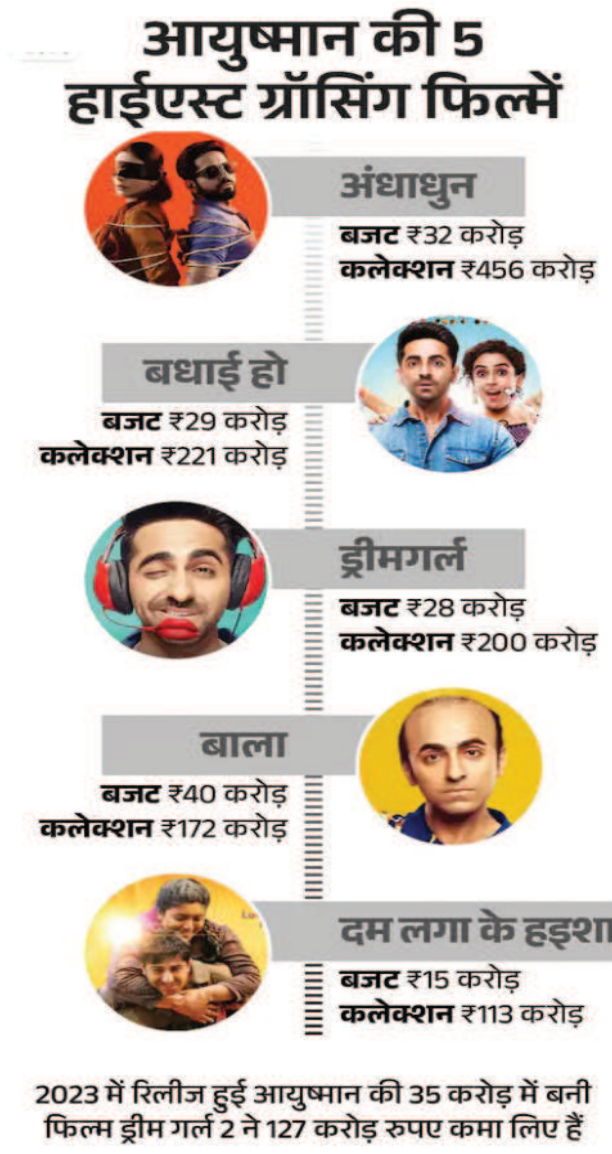 आयुष्मान की 5
हाईएस्ट ग्रॉसिंग फिल्में
अंधाधुन
बजट ₹32 करोड़
कलेक्शन ₹456 करोड़
बधाई हो
बजट ₹29 करोड़
कलेक्शन ₹221 करोड़
ड्रीमगर्ल
बजट ₹28 करोड़
कलेक्शन ₹200 करोड़
बाला
बजट ₹40 करोड़
कलेक्शन ₹172 करोड़
दम लगा के हइशा
बजट ₹15 करोड़
कलेक्शन ₹113 करोड़
2023 में रिलीज हुई आयुष्मान की 35 करोड़ में बनी
फिल्म ड्रीम गर्ल 2 ने 127 करोड़ रुपए कमा लिए हैं